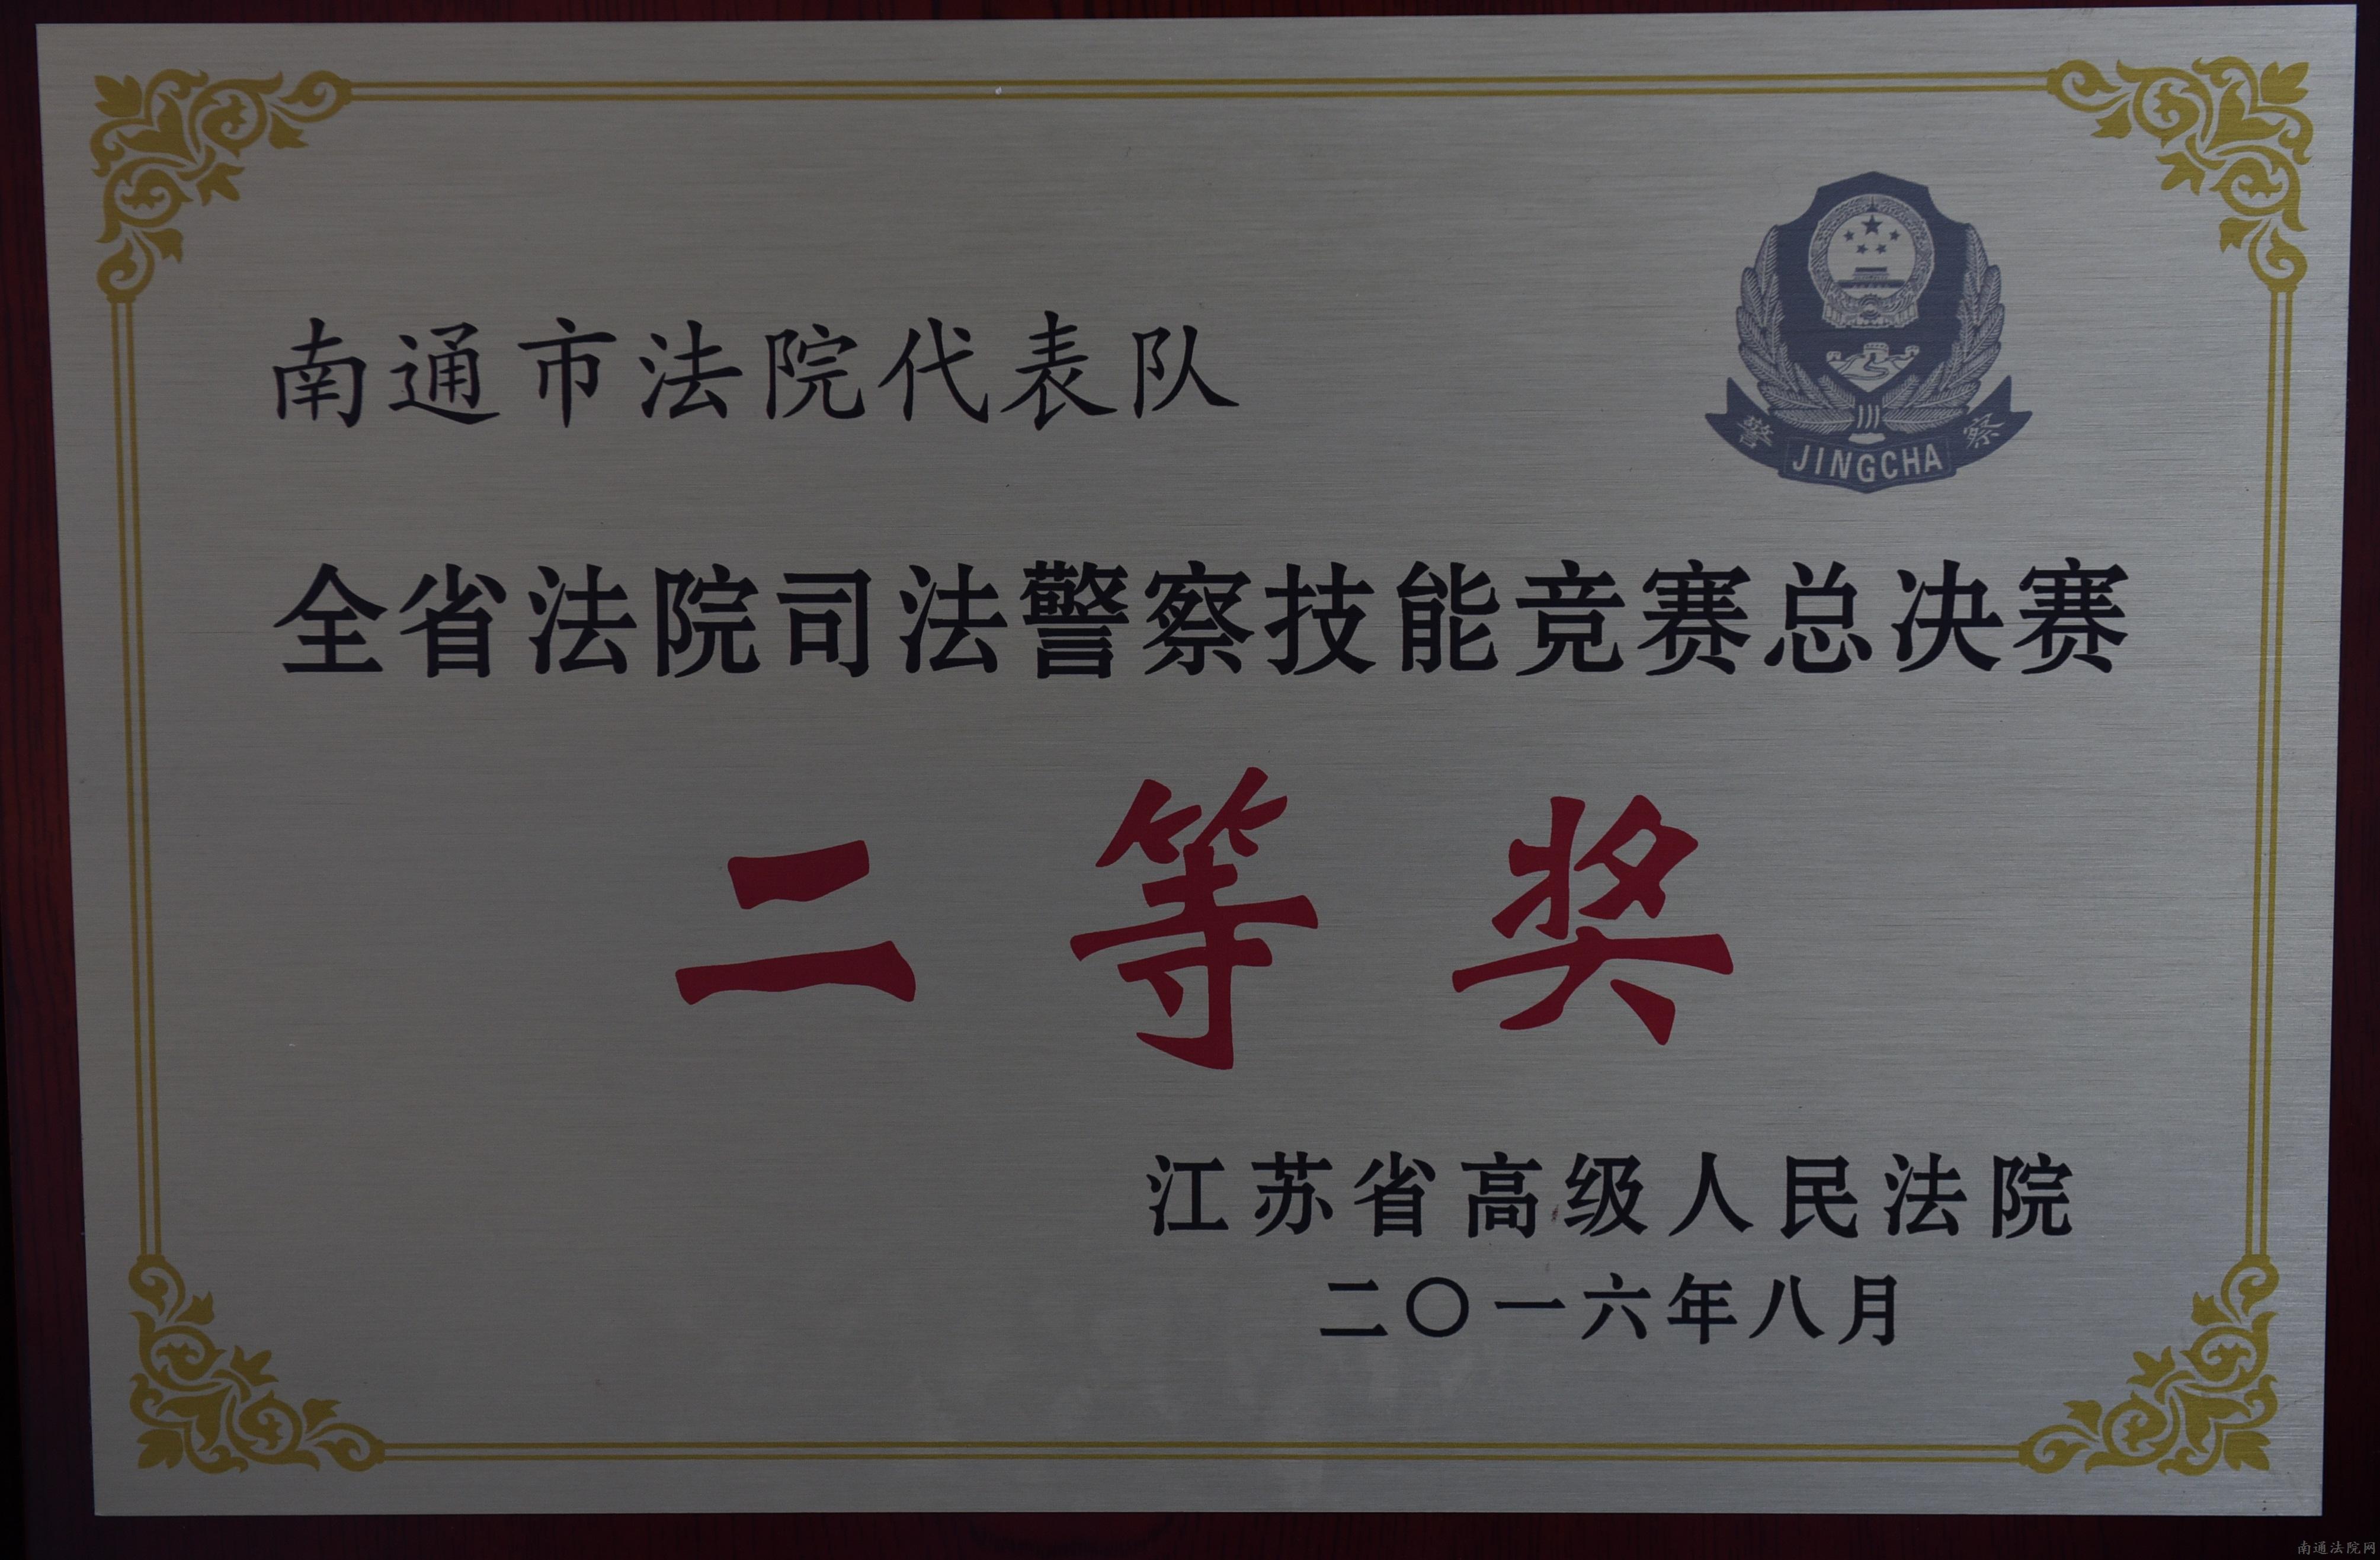 南通市法院代表队
警 察
JINGCHA
全省法院司法警察技能竞赛总决赛
二等奖
江苏省高级人民法院
二〇一六年八月
南通法院网